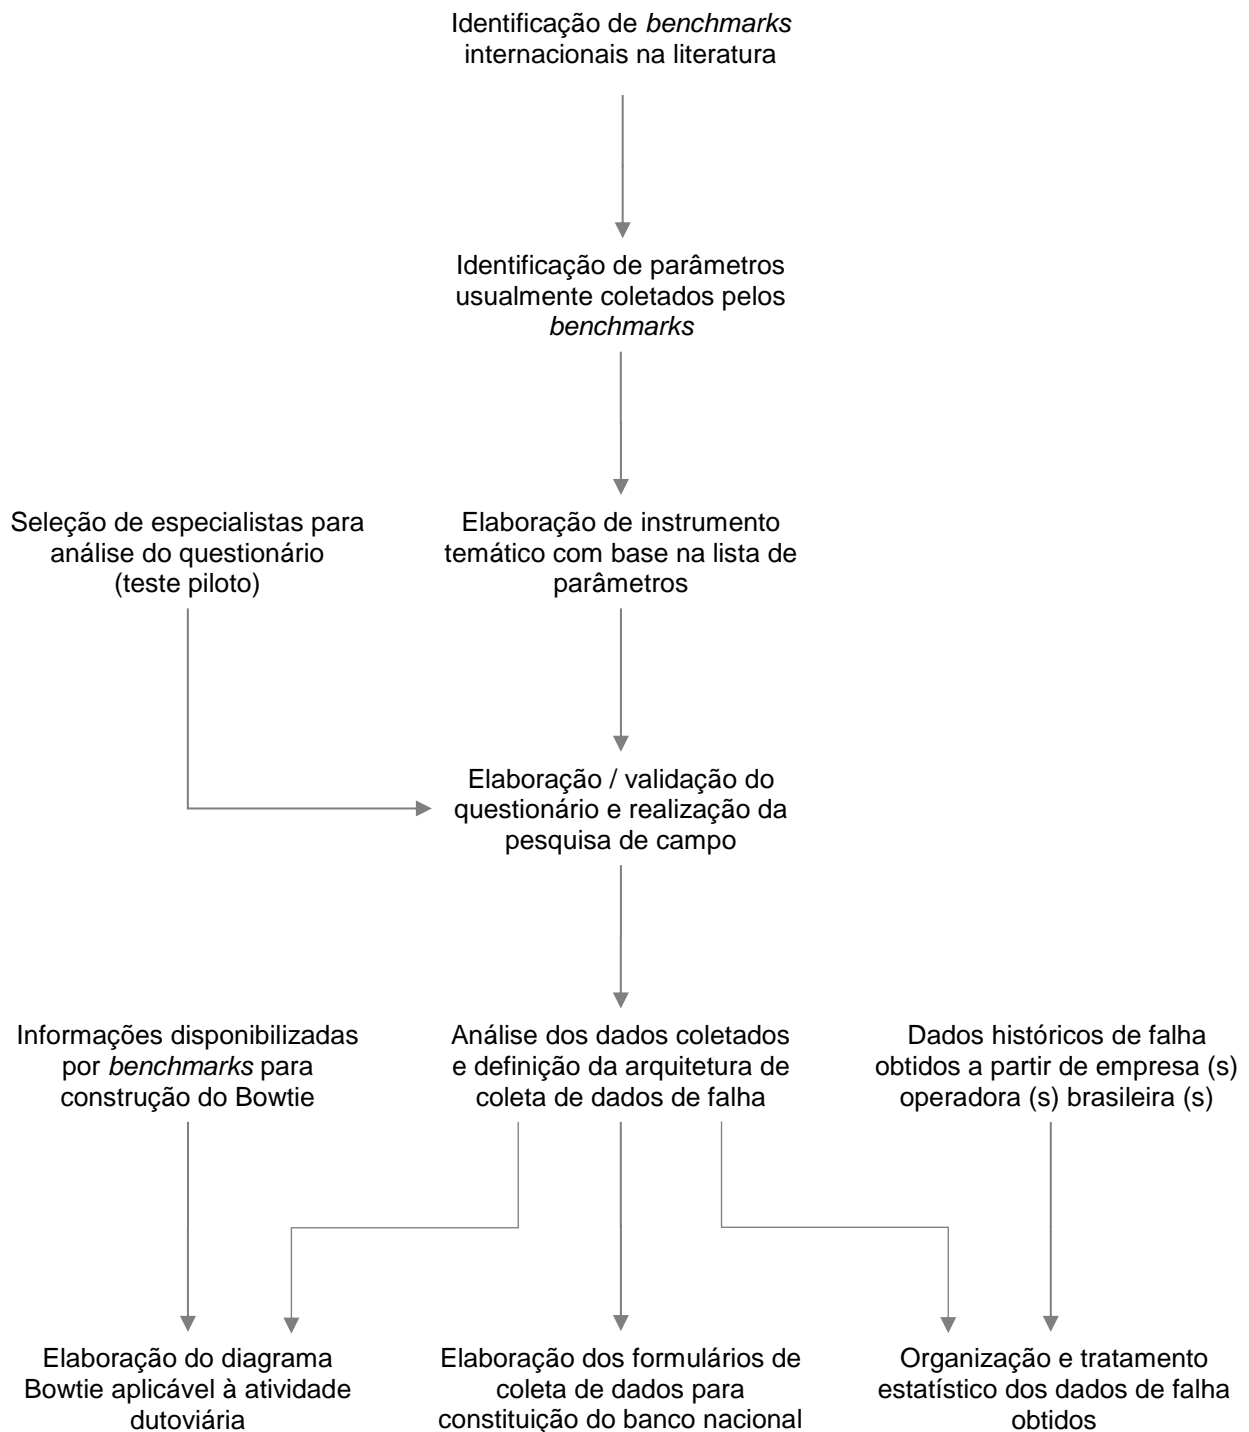 Identificação de benchmarks
internacionais na literatura
Identificação de parâmetros
usualmente coletados pelos
benchmarks
Seleção de especialistas para
análise do questionário
(teste piloto)
Elaboração de instrumento
temático com base na lista de
parâmetros
Elaboração / validação do
questionário e realização da
pesquisa de campo
Informações disponibilizadas
por benchmarks para
construção do Bowtie
Análise dos dados coletados
e definição da arquitetura de
coleta de dados de falha
Dados históricos de falha
obtidos a partir de empresa (s)
operadora (s) brasileira (s)
Elaboração do diagrama
Bowtie aplicável à atividade
dutoviária
Elaboração dos formulários de
coleta de dados para
constituição do banco nacional
Organização e tratamento
estatístico dos dados de falha
obtidos